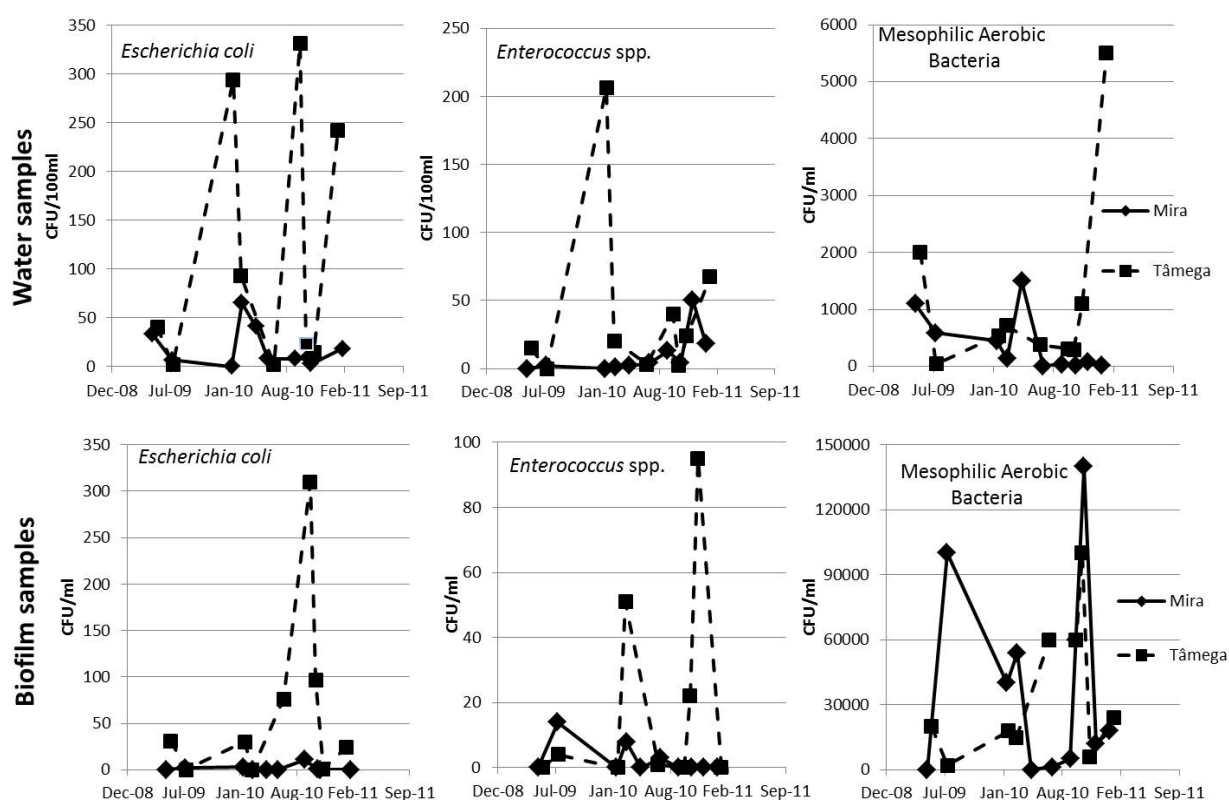 Water samples
CFU/100ml
Escherichia coli
350
300
250
200
150
100
50
0
Dec-08 Jul-09 Jan-10 Aug-10 Feb-11 Sep-11
CFU/100ml
Enterococcus spp.
250
200
150
100
50
0
Dec-08 Jul-09 Jan-10 Aug-10 Feb-11 Sep-11
CFU/ml
Mesophilic Aerobic
Bacteria
6000
5000
4000
3000
2000
1000
0
Dec-08 Jul-09 Jan-10 Aug-10 Feb-11 Sep-11
Mira
Tâmega
Biofilm samples
CFU/ml
Escherichia coli
350
300
250
200
150
100
50
0
Dec-08 Jul-09 Jan-10 Aug-10 Feb-11 Sep-11
CFU/ml
Enterococcus spp.
100
80
60
40
20
0
Dec-08 Jul-09 Jan-10 Aug-10 Feb-11 Sep-11
CFU/ml
Mesophilic Aerobic
Bacteria
150000
120000
90000
60000
30000
0
Dec-08 Jul-09 Jan-10 Aug-10 Feb-11 Sep-11
Mira
Tâmega